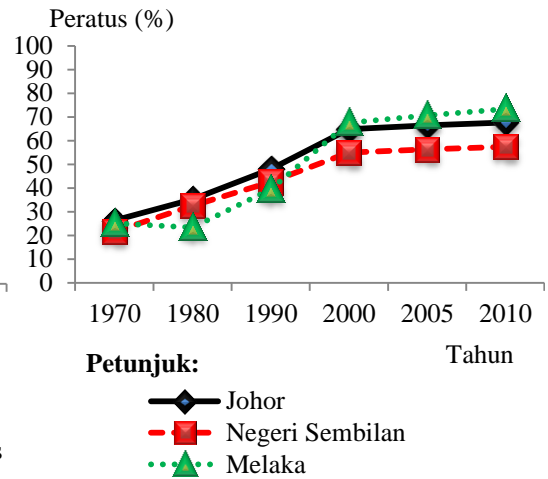 Peratus (%)
100
90
80
70
60
50
40
30
20
10
0
1970 1980 1990 2000 2005 2010
Tahun
Petunjuk:
Johor
Negeri Sembilan
Melaka
s